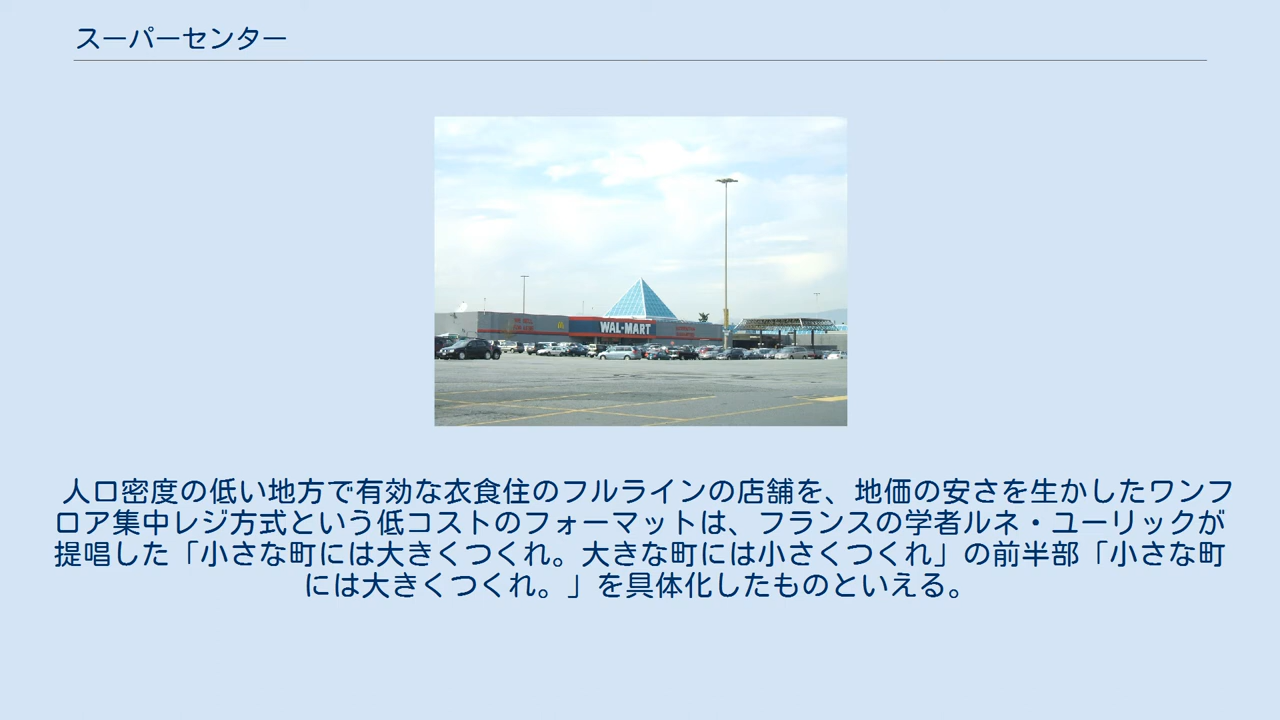 スーパーセンター
WAL-MART
人口密度の低い地方で有効な衣食住のフルラインの店舗を、地価の安さを生かしたワンフ
ロア集中レジ方式という低コストのフォーマットは、フランスの学者ルネ・ユーリックが
提唱した「小さな町には大きくつくれ。大きな町には小さくつくれ」の前半部「小さな町
には大きくつくれ。」を具体化したものといえる。